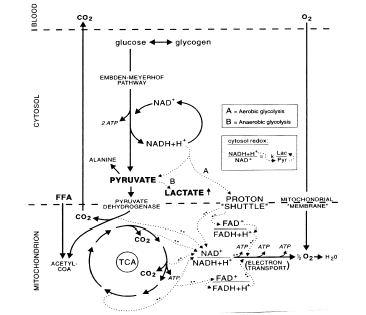 BLOOD
CO2
O2
glucose glycogen
EMBDEN-MEYERHOF
PATHWAY
CYTOSOL
NAD+
2 ATP
NADH+H+
A = Aerobic glycolysis
B = Anaerobic glycolysis
cytosol redox:
NADH+H+ = k Lac
NAD+ Pyr
ALANINE
A
PYRUVATE
B
LACTATE
FFA
PYRUVATE
DEHYDROGENASE
PROTON
"SHUTTLE"
MITOCHONDRIAL
"MEMBRANE"
CO2
FAD+
FADH+H+
MITOCHONDRION
CO2
ATP ATP ATP
NAD+
NADH+H+
½ O2 H2O
(ELECTRON
TRANSPORT)
ACETYL-
COA
TCA
CO2
ATP
FAD+
FADH+H+